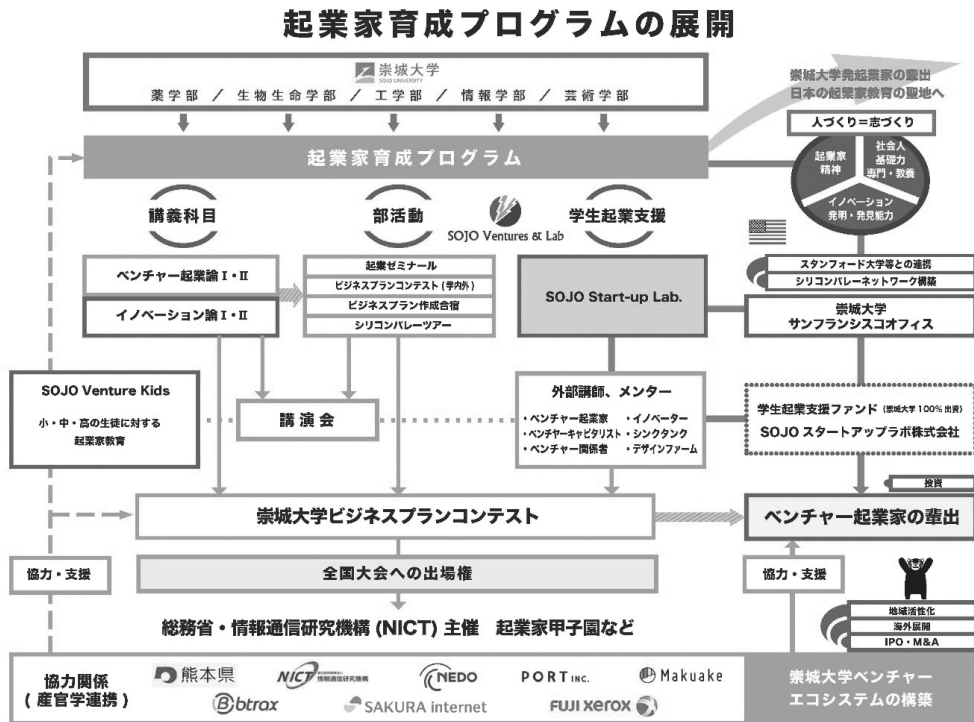 起業家育成プログラムの展開
崇城大学
SOJO UNIVERSITY
薬学部 / 生物生命学部 / 工学部 / 情報学部 / 芸術学部
崇城大学発起業家の輩出
日本の起業家教育の聖地へ
人づくり=志づくり
起業家
精神
社会人
基礎力
専門・教養
イノベーション
発明・発見能力
起業家育成プログラム
講義科目
部活動
SOJO Ventures & Lab
学生起業支援
ベンチャー起業論Ⅰ・Ⅱ
イノベーション論Ⅰ・Ⅱ
起業ゼミナール
ビジネスプランコンテスト(学内外)
ビジネスプラン作成合宿
シリコンバレーツアー
SOJO Start-up Lab.
スタンフォード大学等との連携
シリコンバレーネットワーク構築
崇城大学
サンフランシスコオフィス
SOJO Venture Kids
小・中・高の生徒に対する
起業家教育
講演会
外部講師、メンター
・ベンチャー起業家 ・イノベーター
・ベンチャーキャピタリスト ・シンクタンク
・ベンチャー関係者 ・デザインファーム
学生起業支援ファンド(崇城大学100%出資)
SOJOスタートアップラボ株式会社
投資
崇城大学ビジネスプランコンテスト
ベンチャー起業家の輩出
協力・支援
全国大会への出場権
協力・支援
総務省・情報通信研究機構(NICT)主催 起業家甲子園など
地域活性化
海外展開
IPO・M&A
協力関係
(産官学連携)
熊本県
NICT 情報通信研究機構
NEDO
PORT INC.
Makuake
btrax
SAKURA internet
FUJI xerox
崇城大学ベンチャー
エコシステムの構築